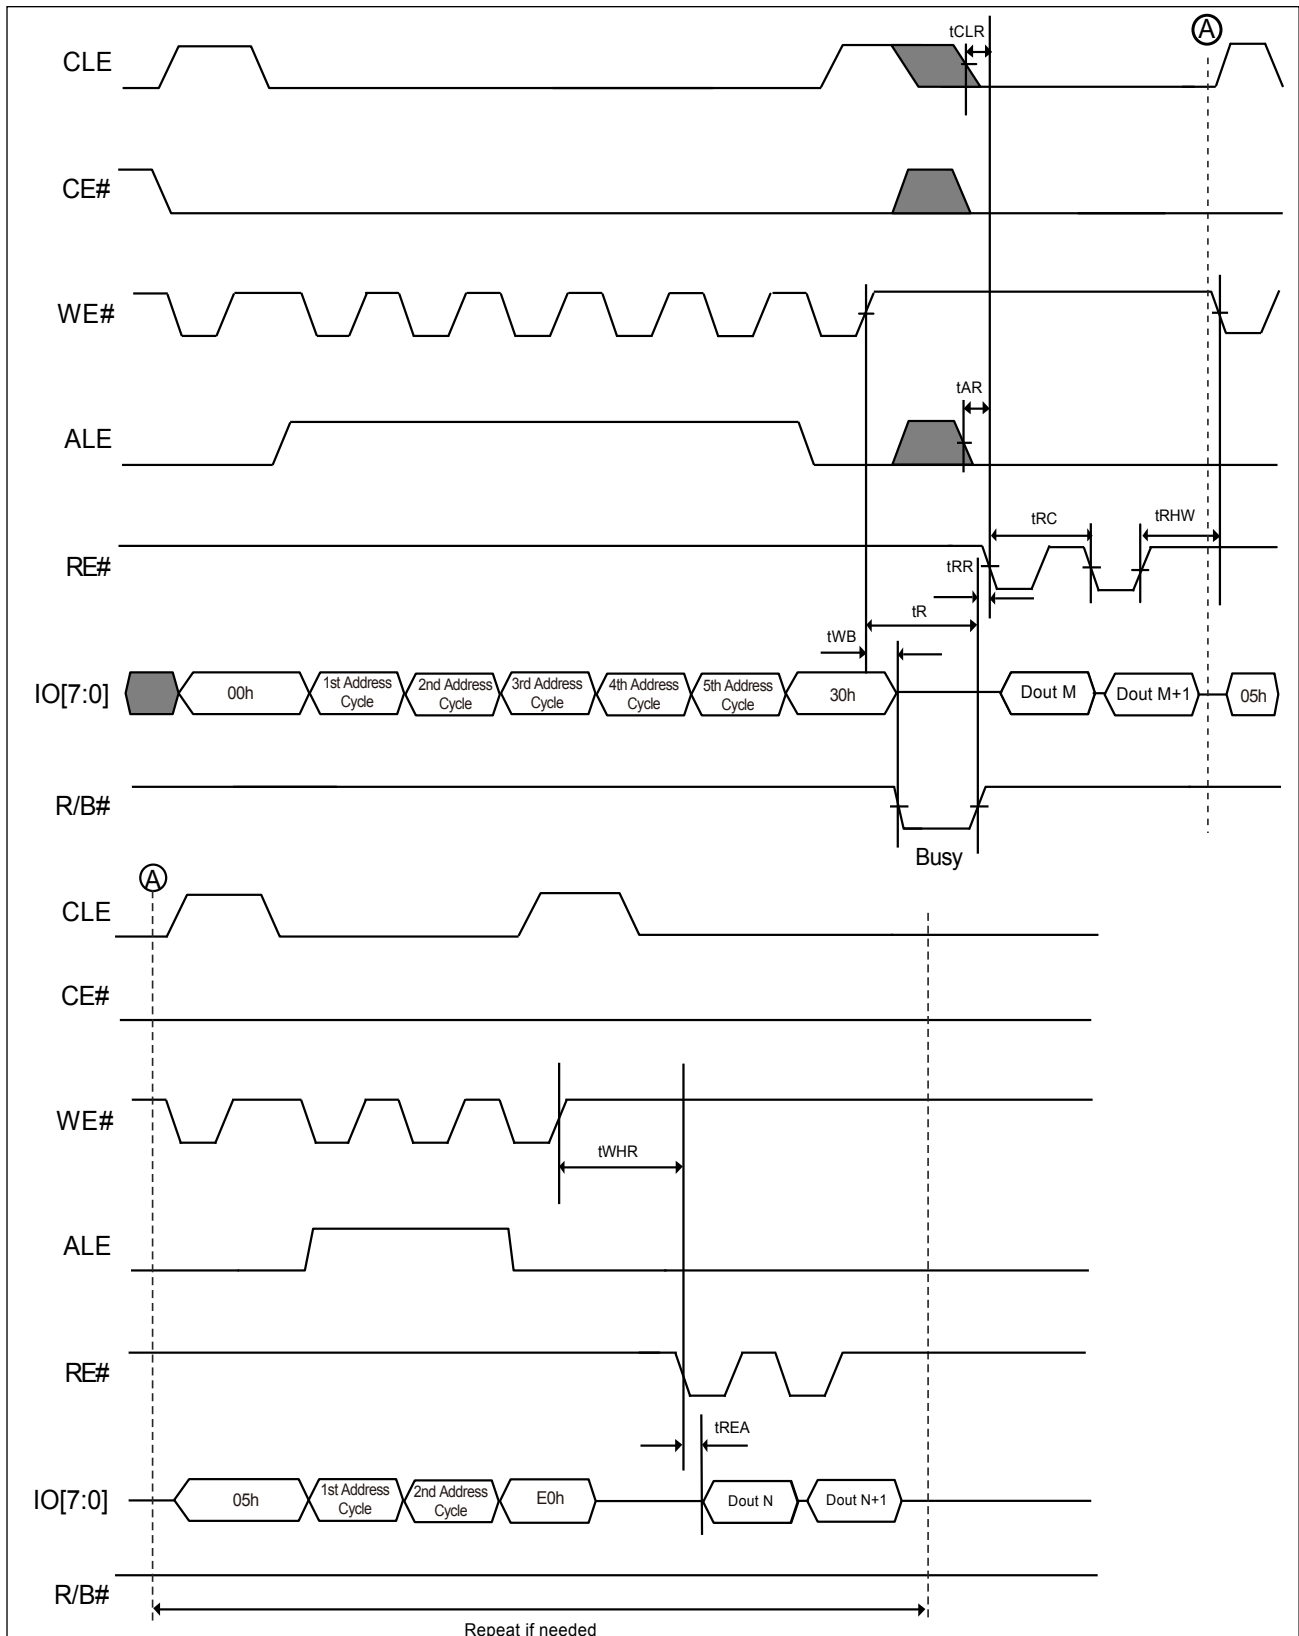 tCLR
A
CLE
CE#
WE#
tAR
ALE
tRC
tRHW
RE#
tRR
tR
tWB
IO[7:0]
00h
1st Address
Cycle
2nd Address
Cycle
3rd Address
Cycle
4th Address
Cycle
5th Address
Cycle
30h
Dout M
Dout M+1
05h
R/B#
Busy
A
CLE
CE#
WE#
tWHR
ALE
RE#
tREA
IO[7:0]
05h
1st Address
Cycle
2nd Address
Cycle
E0h
Dout N
Dout N+1
R/B#
Repeat if needed